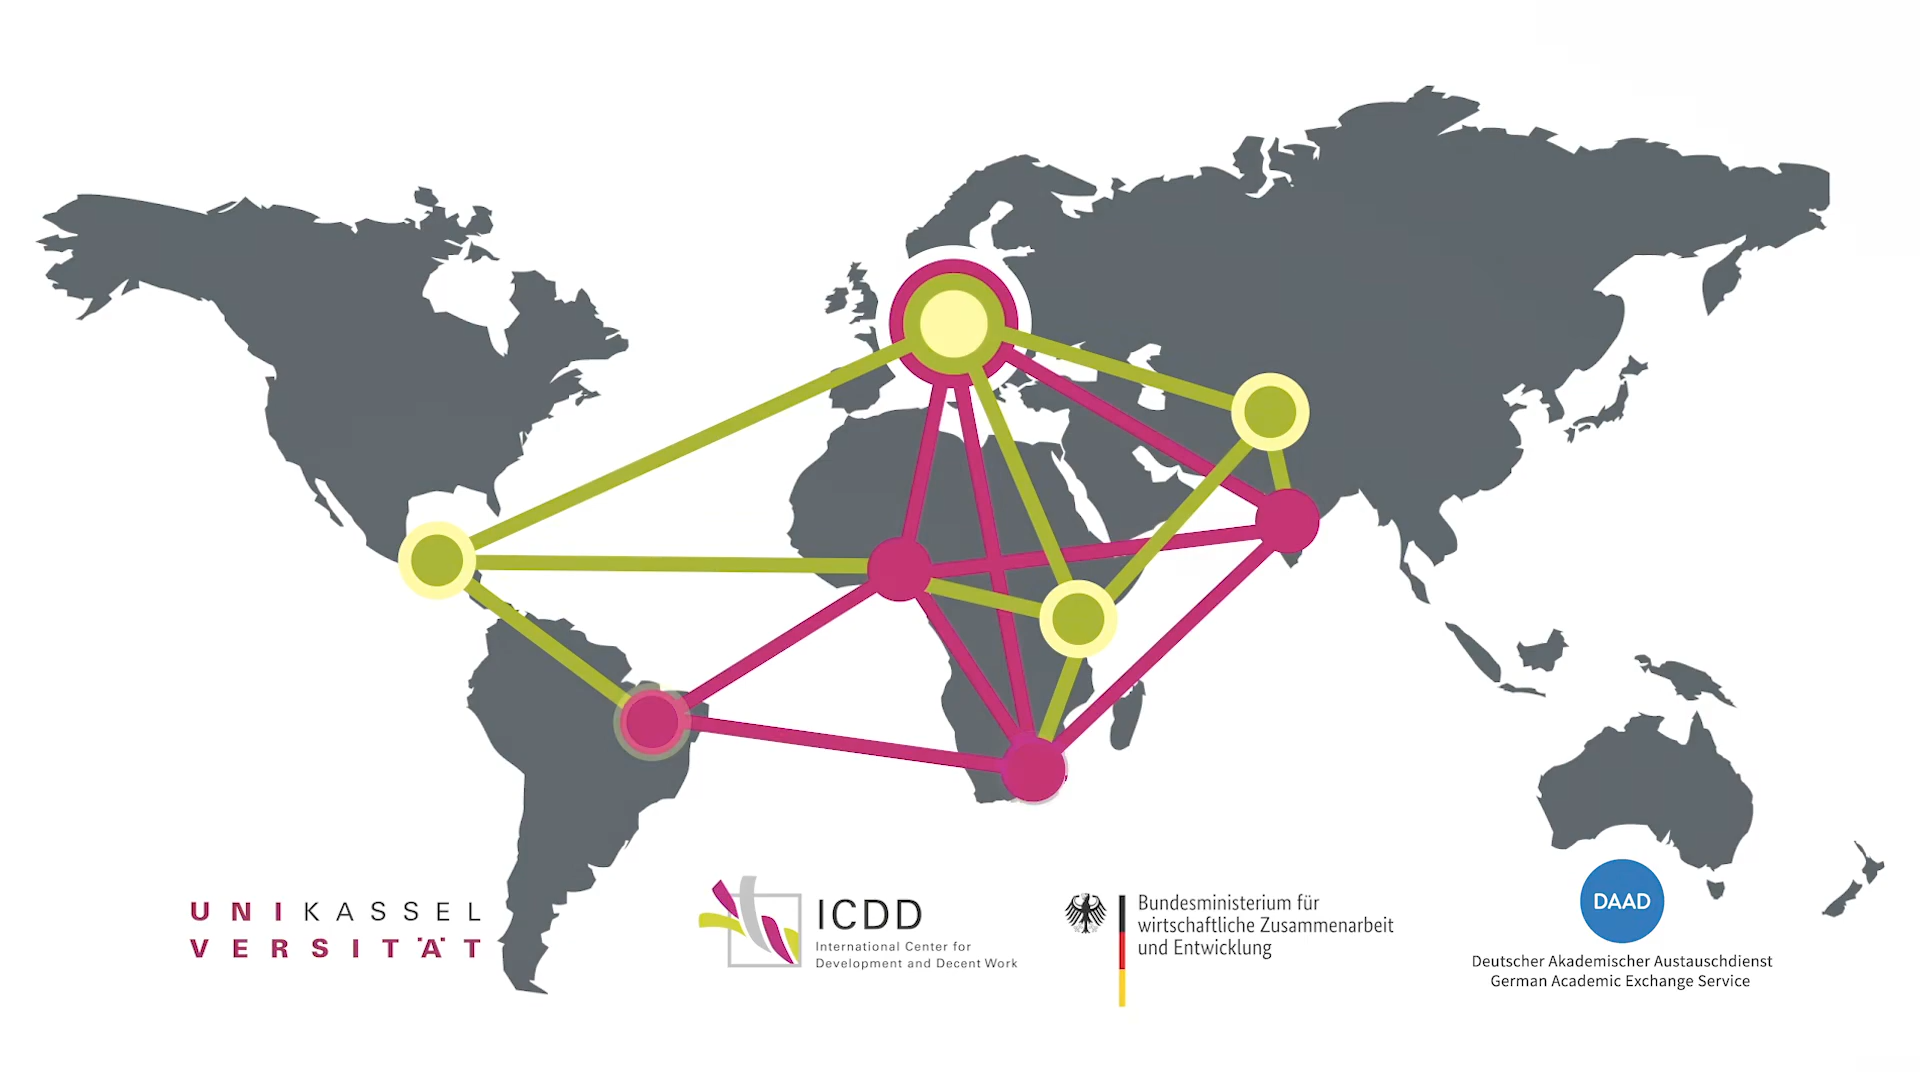 UNIKASSEL
VERSITÄT
ICDD
International Center for
Development and Decent Work
Bundesministerium für
wirtschaftliche Zusammenarbeit
und Entwicklung
DAAD
Deutscher Akademischer Austauschdienst
German Academic Exchange Service